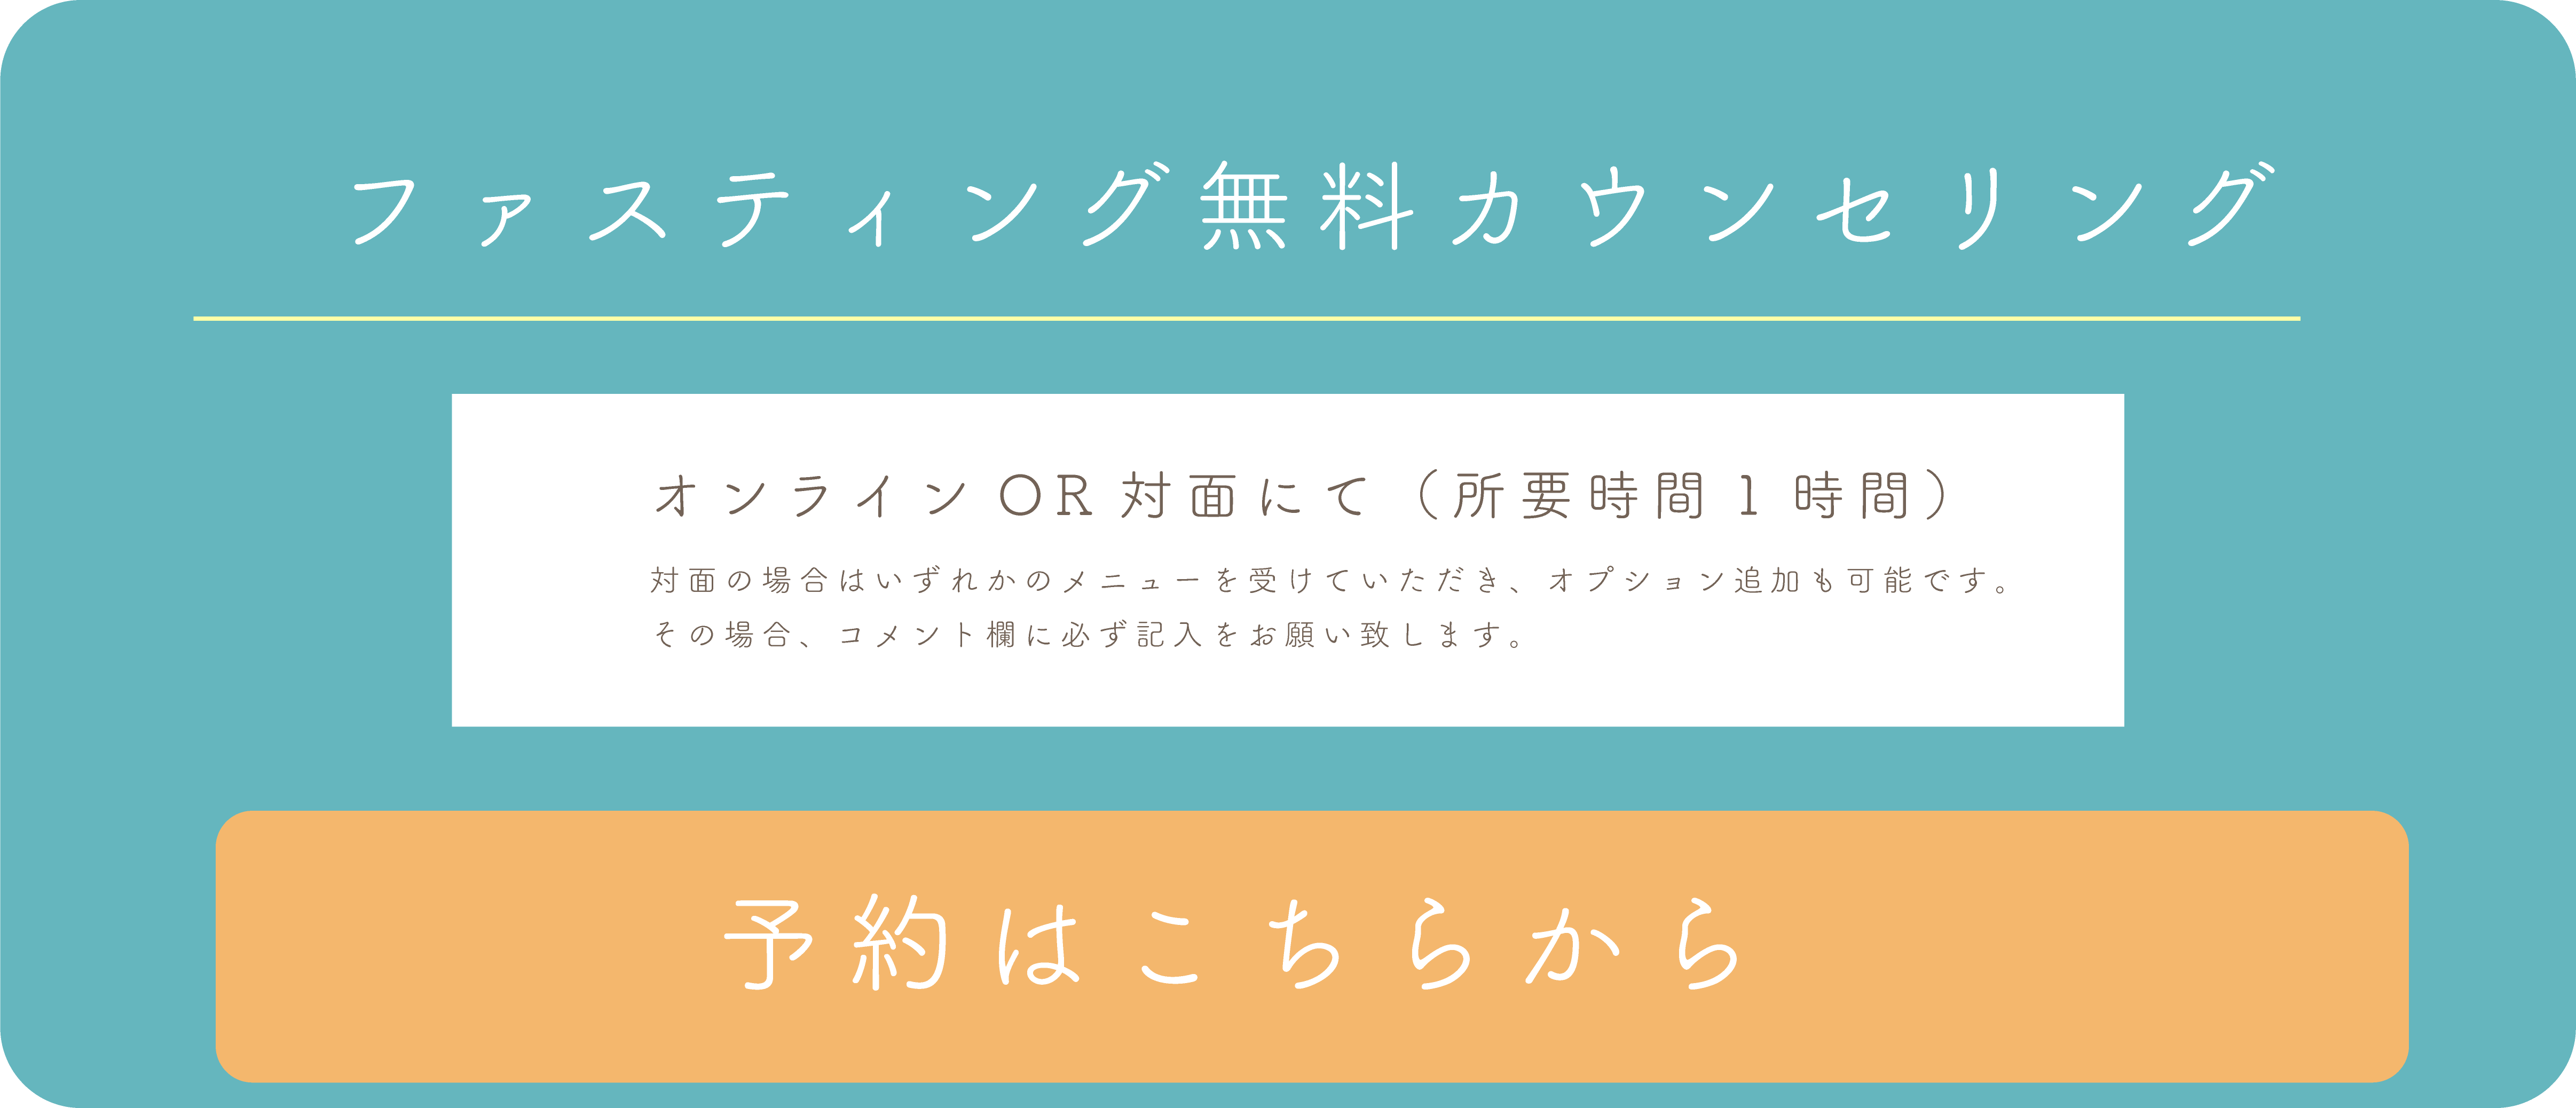 ファスティング無料カウンセリング
オンライン OR 対面にて（所要時間 1 時間）
対面の場合はいずれかのメニューを受けていただき、オプション追加も可能です。
その場合、コメント欄に必ず記入をお願い致します。
予約はこちらから